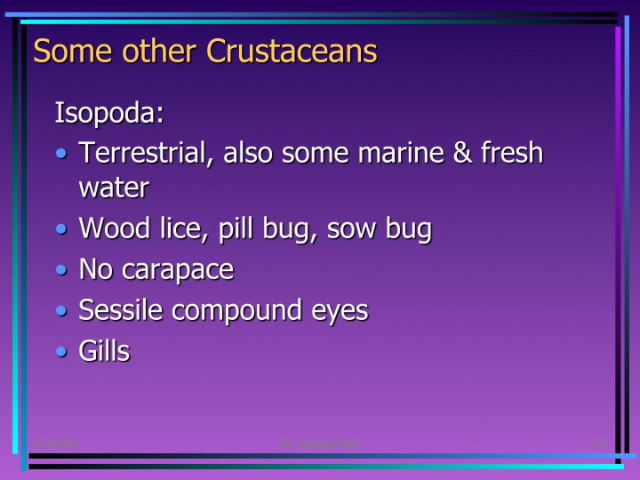 Some other Crustaceans
Isopoda:
• Terrestrial, also some marine & fresh
water
• Wood lice, pill bug, sow bug
• No carapace
• Sessile compound eyes
• Gills